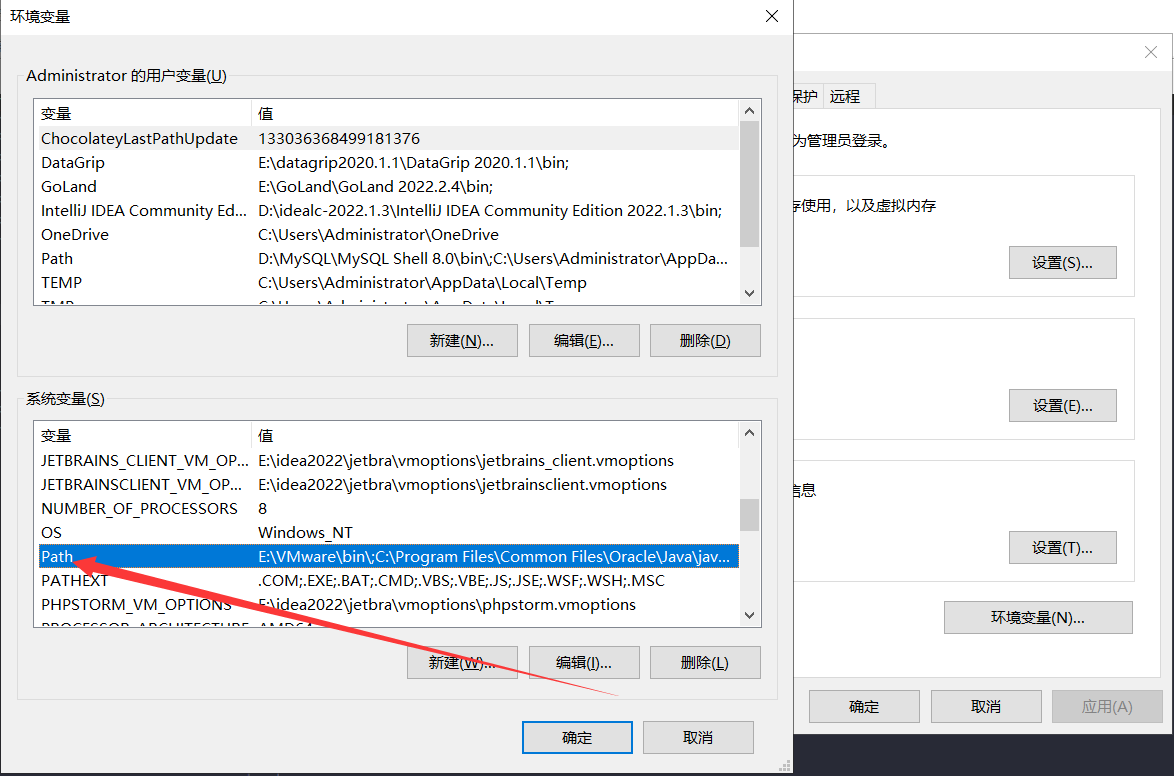 环境变量
Administrator 的用户变量(U)
变量 值
ChocolateyLastPathUpdate 133036368499181376
DataGrip E:\datagrip2020.1.1\DataGrip 2020.1.1\bin;
GoLand E:\GoLand\GoLand 2022.2.4\bin;
IntelliJ IDEA Community Ed... D:\idealc-2022.1.3\IntelliJ IDEA Community Edition 2022.1.3\bin;
OneDrive C:\Users\Administrator\OneDrive
Path D:\MySQL\MySQL Shell 8.0\bin\;C:\Users\Administrator\AppDa...
TEMP C:\Users\Administrator\AppData\Local\Temp
新建(N)... 编辑(E)... 删除(D)
系统变量(S)
变量 值
JETBRAINS_CLIENT_VM_OP... E:\idea2022\jetbra\vmoptions\jetbrains_client.vmoptions
JETBRAINSCLIENT_VM_OP... E:\idea2022\jetbra\vmoptions\jetbrainsclient.vmoptions
NUMBER_OF_PROCESSORS 8
OS Windows_NT
Path E:\VMware\bin\;C:\Program Files\Common Files\Oracle\Java\jav...
PATHEXT .COM;.EXE;.BAT;.CMD;.VBS;.VBE;.JS;.JSE;.WSF;.WSH;.MSC
PHPSTORM_VM_OPTIONS E:\idea2022\jetbra\vmoptions\phpstorm.vmoptions
PROCESSOR_ARCHITECTURE AMD64
新建(W)... 编辑(I)... 删除(L)
确定 取消
保护 远程
为管理员登录。
存使用，以及虚拟内存
设置(S)...
设置(E)...
信息
设置(T)...
环境变量(N)...
确定 取消 应用(A)